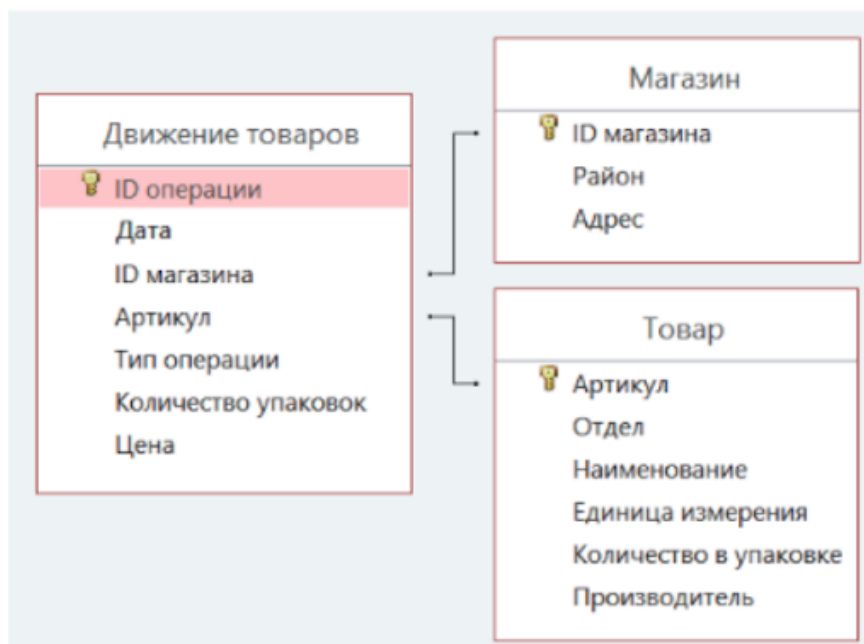 Движение товаров
ID операции
Дата
ID магазина
Артикул
Тип операции
Количество упаковок
Цена
Магазин
ID магазина
Район
Адрес
Товар
Артикул
Отдел
Наименование
Единица измерения
Количество в упаковке
Производитель